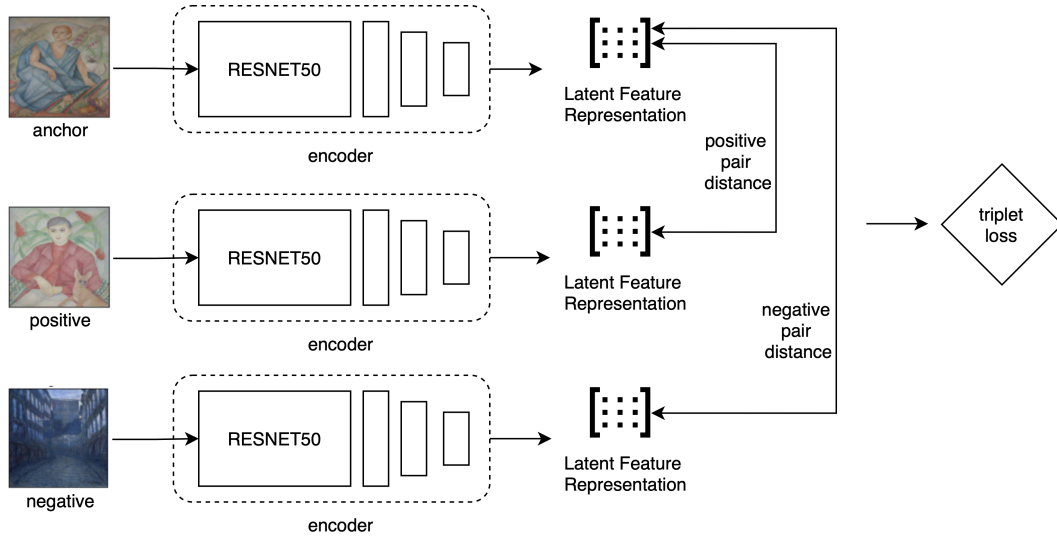 anchor
RESNET50
encoder
Latent Feature
Representation
positive
pair
distance
positive
RESNET50
encoder
Latent Feature
Representation
triplet
loss
negative
pair
distance
negative
RESNET50
encoder
Latent Feature
Representation